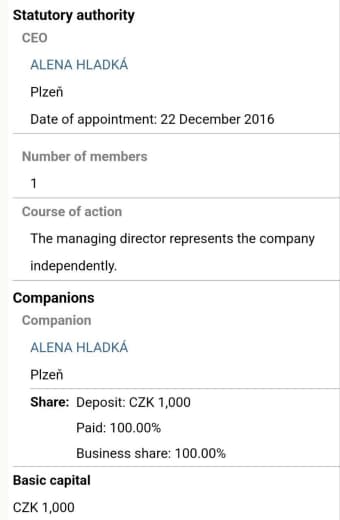 Statutory authority
CEO
ALENA HLADKÁ
Plzeň
Date of appointment: 22 December 2016
Number of members
1
Course of action
The managing director represents the company
independently.
Companions
Companion
ALENA HLADKÁ
Plzeň
Share: Deposit: CZK 1,000
Paid: 100.00%
Business share: 100.00%
Basic capital
CZK 1,000